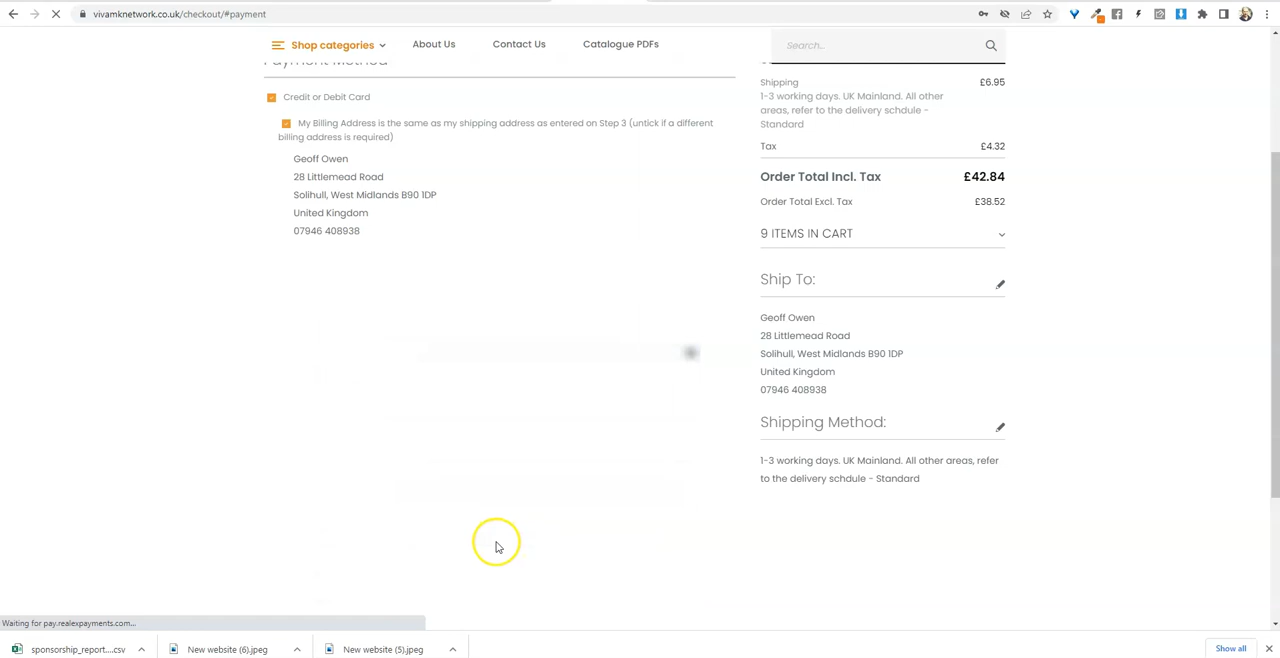 vivamknetwork.co.uk/checkout/#payment
Shop categories
About Us
Contact Us
Catalogue PDFs
Search...
Payment Method
Credit or Debit Card
My Billing Address is the same as my shipping address as entered on Step 3 (untick if a different
billing address is required)
Geoff Owen
28 Littlemead Road
Solihull, West Midlands B90 1DP
United Kingdom
07946 408938
Shipping £6.95
1-3 working days. UK Mainland. All other
areas, refer to the delivery schdule -
Standard
Tax £4.32
Order Total Incl. Tax £42.84
Order Total Excl. Tax £38.52
9 ITEMS IN CART
Ship To:
Geoff Owen
28 Littlemead Road
Solihull, West Midlands B90 1DP
United Kingdom
07946 408938
Shipping Method:
1-3 working days. UK Mainland. All other areas, refer
to the delivery schdule - Standard
Waiting for pay.realexpayments.com...
sponsorship_report....csv
New website (6).jpeg
New website (5).jpeg
Show all